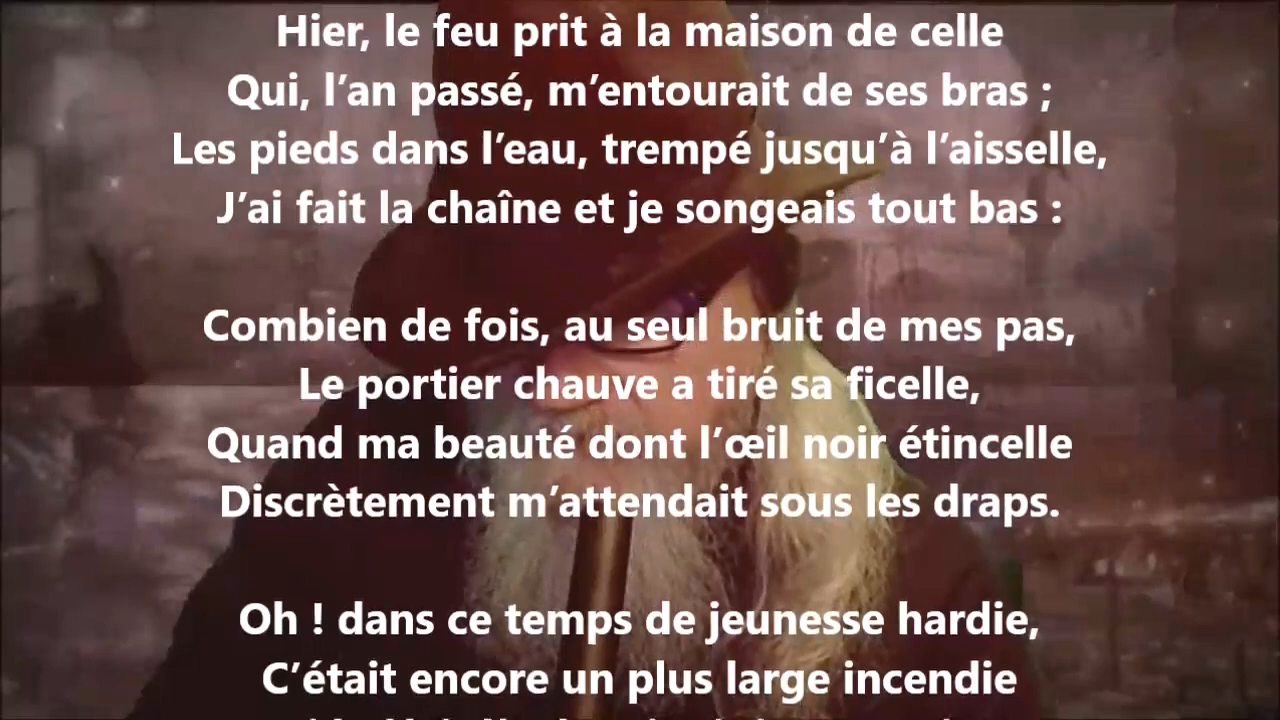 Hier, le feu prit à la maison de celle
Qui, l’an passé, m’entourait de ses bras ;
Les pieds dans l’eau, trempé jusqu’à l’aisselle,
J’ai fait la chaîne et je songeais tout bas :
Combien de fois, au seul bruit de mes pas,
Le portier chauve a tiré sa ficelle,
Quand ma beauté dont l’œil noir étincelle
Discrètement m’attendait sous les draps.
Oh ! dans ce temps de jeunesse hardie,
C’était encore un plus large incendie